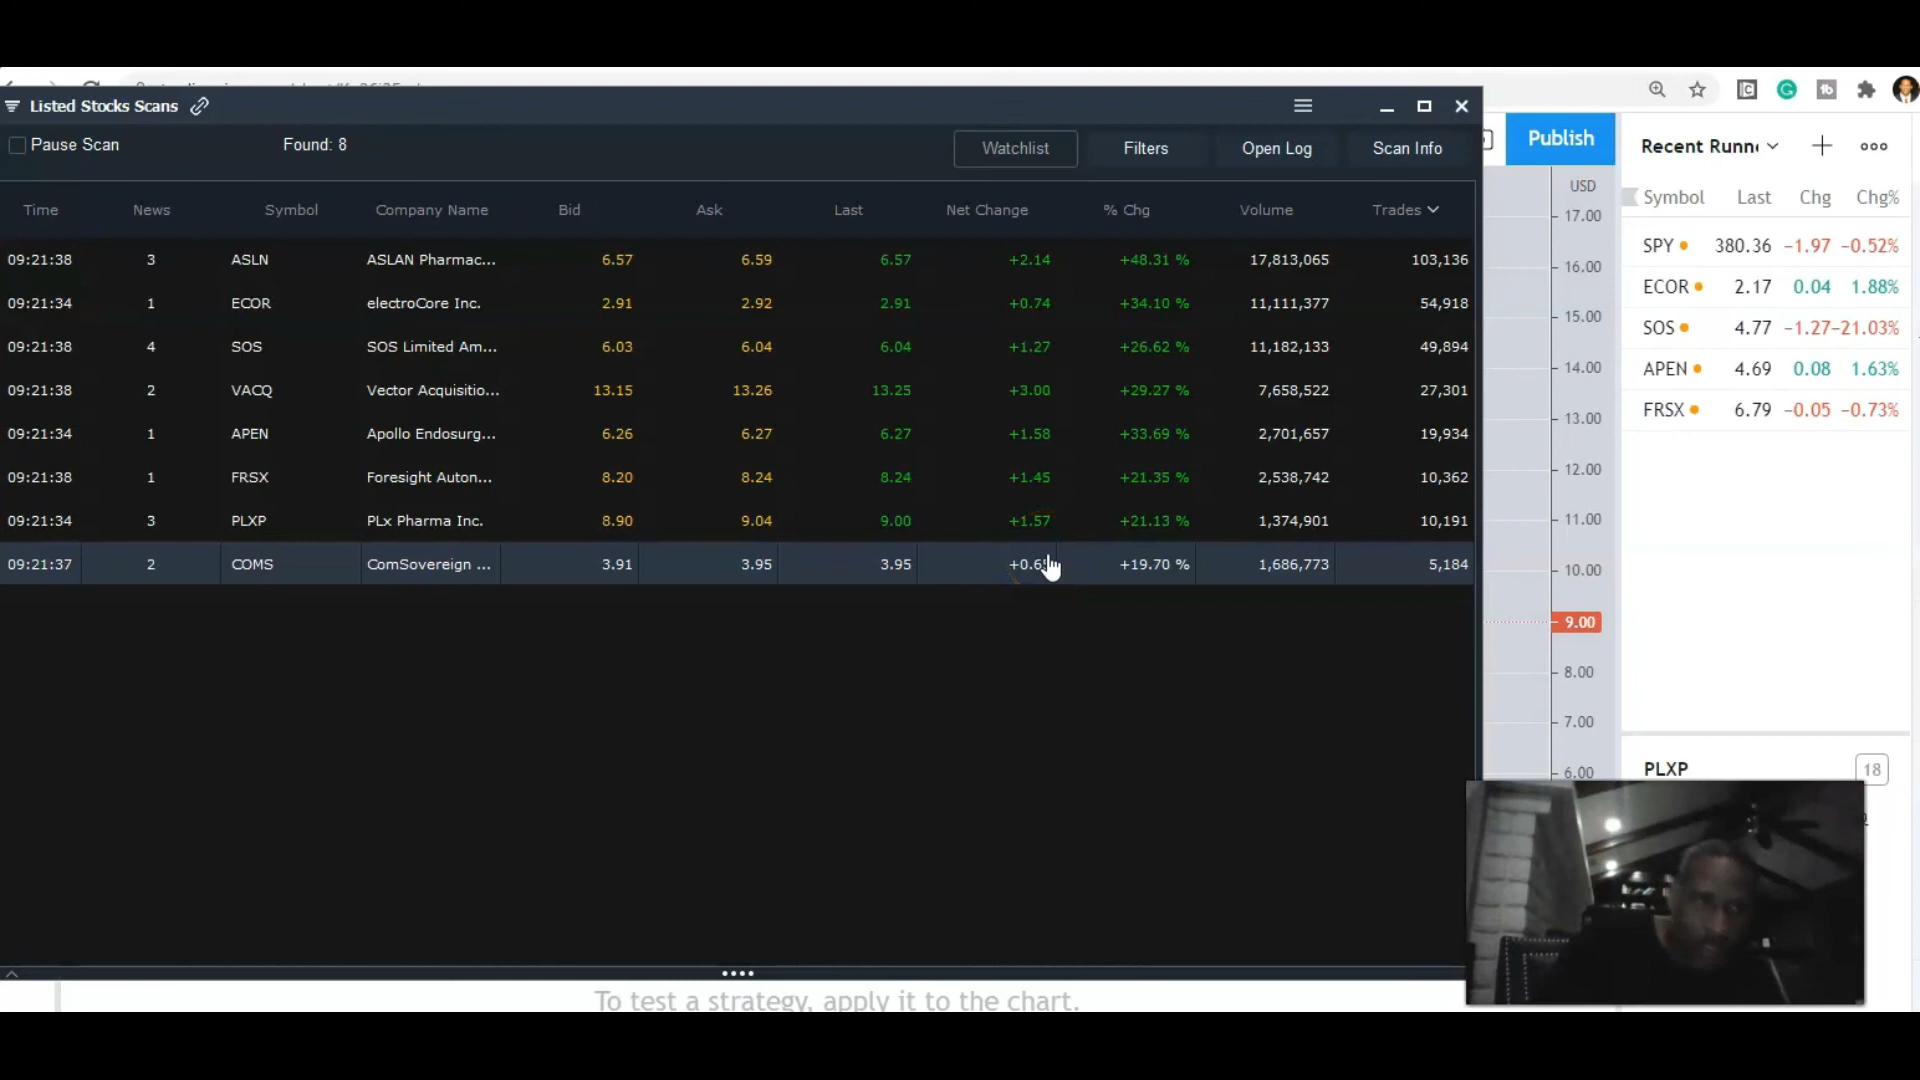 Listed Stocks Scans
Pause Scan Found: 8 Watchlist Filters Open Log Scan Info
Time News Symbol Company Name Bid Ask Last Net Change % Chg Volume Trades
09:21:38 3 ASLN ASLAN Pharmac... 6.57 6.59 6.57 +2.14 +48.31 % 17,813,065 103,136
09:21:34 1 ECOR electroCore Inc. 2.91 2.92 2.91 +0.74 +34.10 % 11,111,377 54,918
09:21:38 4 SOS SOS Limited Am... 6.03 6.04 6.04 +1.27 +26.62 % 11,182,133 49,894
09:21:38 2 VACQ Vector Acquisitio... 13.15 13.26 13.25 +3.00 +29.27 % 7,658,522 27,301
09:21:34 1 APEN Apollo Endosurg... 6.26 6.27 6.27 +1.58 +33.69 % 2,701,657 19,934
09:21:38 1 FRSX Foresight Auton... 8.20 8.24 8.24 +1.45 +21.35 % 2,538,742 10,362
09:21:34 3 PLXP PLx Pharma Inc. 8.90 9.04 9.00 +1.57 +21.13 % 1,374,901 10,191
09:21:37 2 COMS ComSovereign ... 3.91 3.95 3.95 +19.70 % 1,686,773 5,184
To test a strategy, apply it to the chart.
Publish
USD
17.00
16.00
15.00
14.00
13.00
12.00
11.00
10.00
9.00
8.00
7.00
6.00
Recent Runn
Symbol Last Chg Chg%
SPY 380.36 −1.97 −0.52%
ECOR 2.17 0.04 1.88%
SOS 4.77 −1.27 −21.03%
APEN 4.69 0.08 1.63%
FRSX 6.79 −0.05 −0.73%
PLXP 18